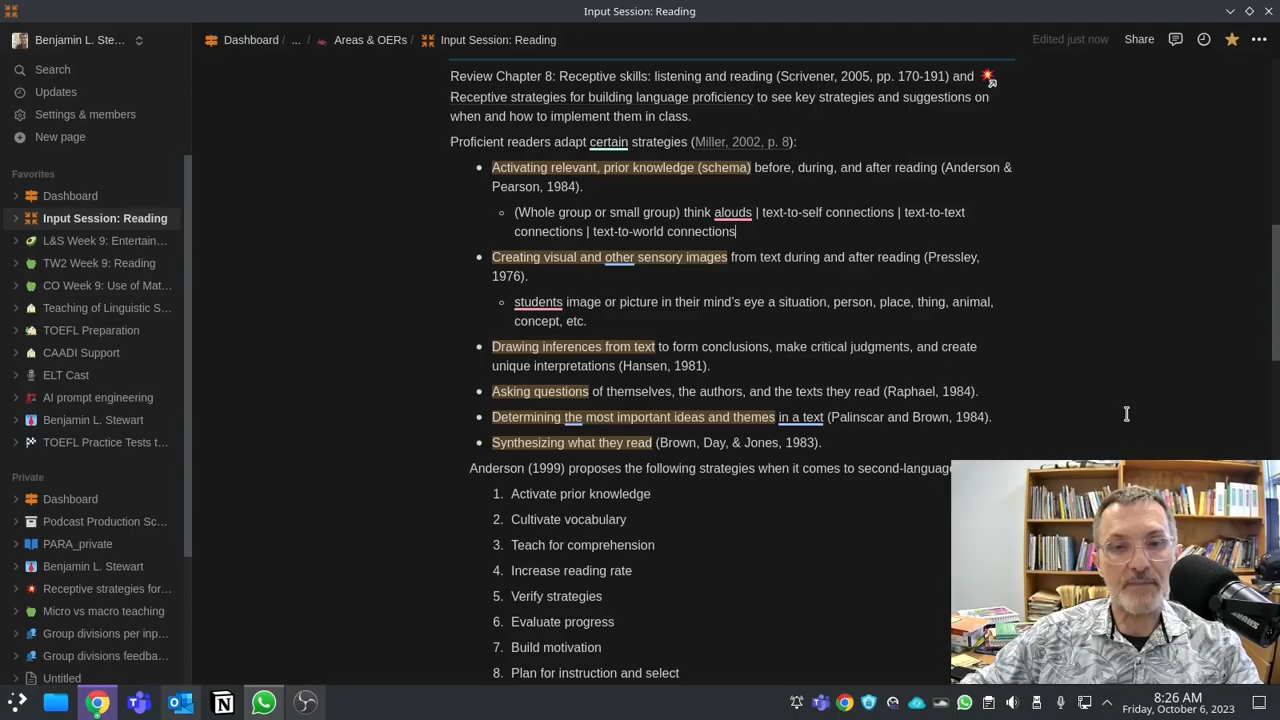 Input Session: Reading
Benjamin L. Ste...
Dashboard / ... / Areas & OERs / Input Session: Reading
Edited just now
Share
Search
Updates
Settings & members
New page
Favorites
Dashboard
Input Session: Reading
L&S Week 9: Entertain...
TW2 Week 9: Reading
CO Week 9: Use of Mat...
Teaching of Linguistic S...
TOEFL Preparation
CAADI Support
ELT Cast
AI prompt engineering
Benjamin L. Stewart
TOEFL Practice Tests t...
Private
Dashboard
Podcast Production Sc...
PARA_private
Benjamin L. Stewart
Receptive strategies for...
Micro vs macro teaching
Group divisions per inp...
Group divisions feedba...
Untitled
Review Chapter 8: Receptive skills: listening and reading (Scrivener, 2005, pp. 170-191) and
Receptive strategies for building language proficiency to see key strategies and suggestions on
when and how to implement them in class.
Proficient readers adapt certain strategies (Miller, 2002, p. 8):
• Activating relevant, prior knowledge (schema) before, during, and after reading (Anderson &
Pearson, 1984).
○ (Whole group or small group) think alouds | text-to-self connections | text-to-text
connections | text-to-world connections
• Creating visual and other sensory images from text during and after reading (Pressley,
1976).
○ students image or picture in their mind’s eye a situation, person, place, thing, animal,
concept, etc.
• Drawing inferences from text to form conclusions, make critical judgments, and create
unique interpretations (Hansen, 1981).
• Asking questions of themselves, the authors, and the texts they read (Raphael, 1984).
• Determining the most important ideas and themes in a text (Palinscar and Brown, 1984).
• Synthesizing what they read (Brown, Day, & Jones, 1983).
Anderson (1999) proposes the following strategies when it comes to second-language
1. Activate prior knowledge
2. Cultivate vocabulary
3. Teach for comprehension
4. Increase reading rate
5. Verify strategies
6. Evaluate progress
7. Build motivation
8. Plan for instruction and select
8:26 AM
Friday, October 6, 2023